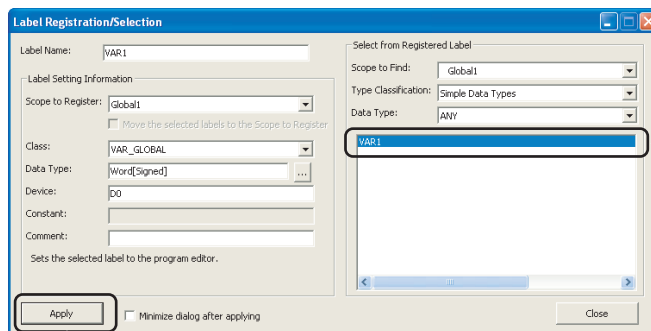 Label Registration/Selection
Label Name:
VAR1
Label Setting Information
Scope to Register:
Global1
Move the selected labels to the Scope to Register
Class:
VAR_GLOBAL
Data Type:
Word[Signed]
...
Device:
D0
Constant:
Comment:
Sets the selected label to the program editor.
Select from Registered Label
Scope to Find:
Global1
Type Classification:
Simple Data Types
Data Type:
ANY
VAR1
Apply
Minimize dialog after applying
Close